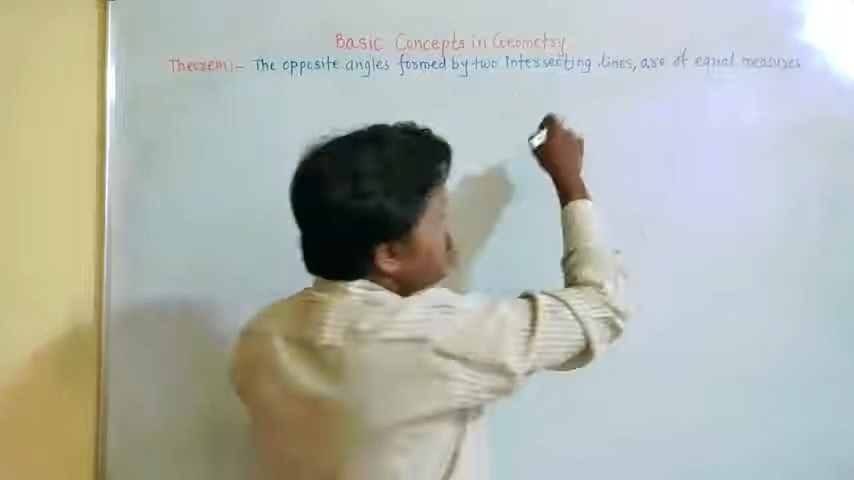 Basic Concepts in Geometry
Theorem:- The opposite angles formed by two intersecting lines, are of equal measures